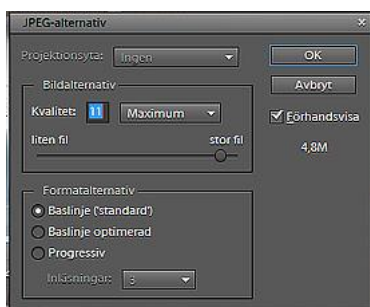 JPEG-alternativ
Projektionsyta: Ingen
OK
Avbryt
Förhandsvisa
4,8M
Bildalternativ
Kvalitet: 11 Maximum
liten fil stor fil
Formatalternativ
Baslinje ('standard')
Baslinje optimerad
Progressiv
Inläsningar: 3